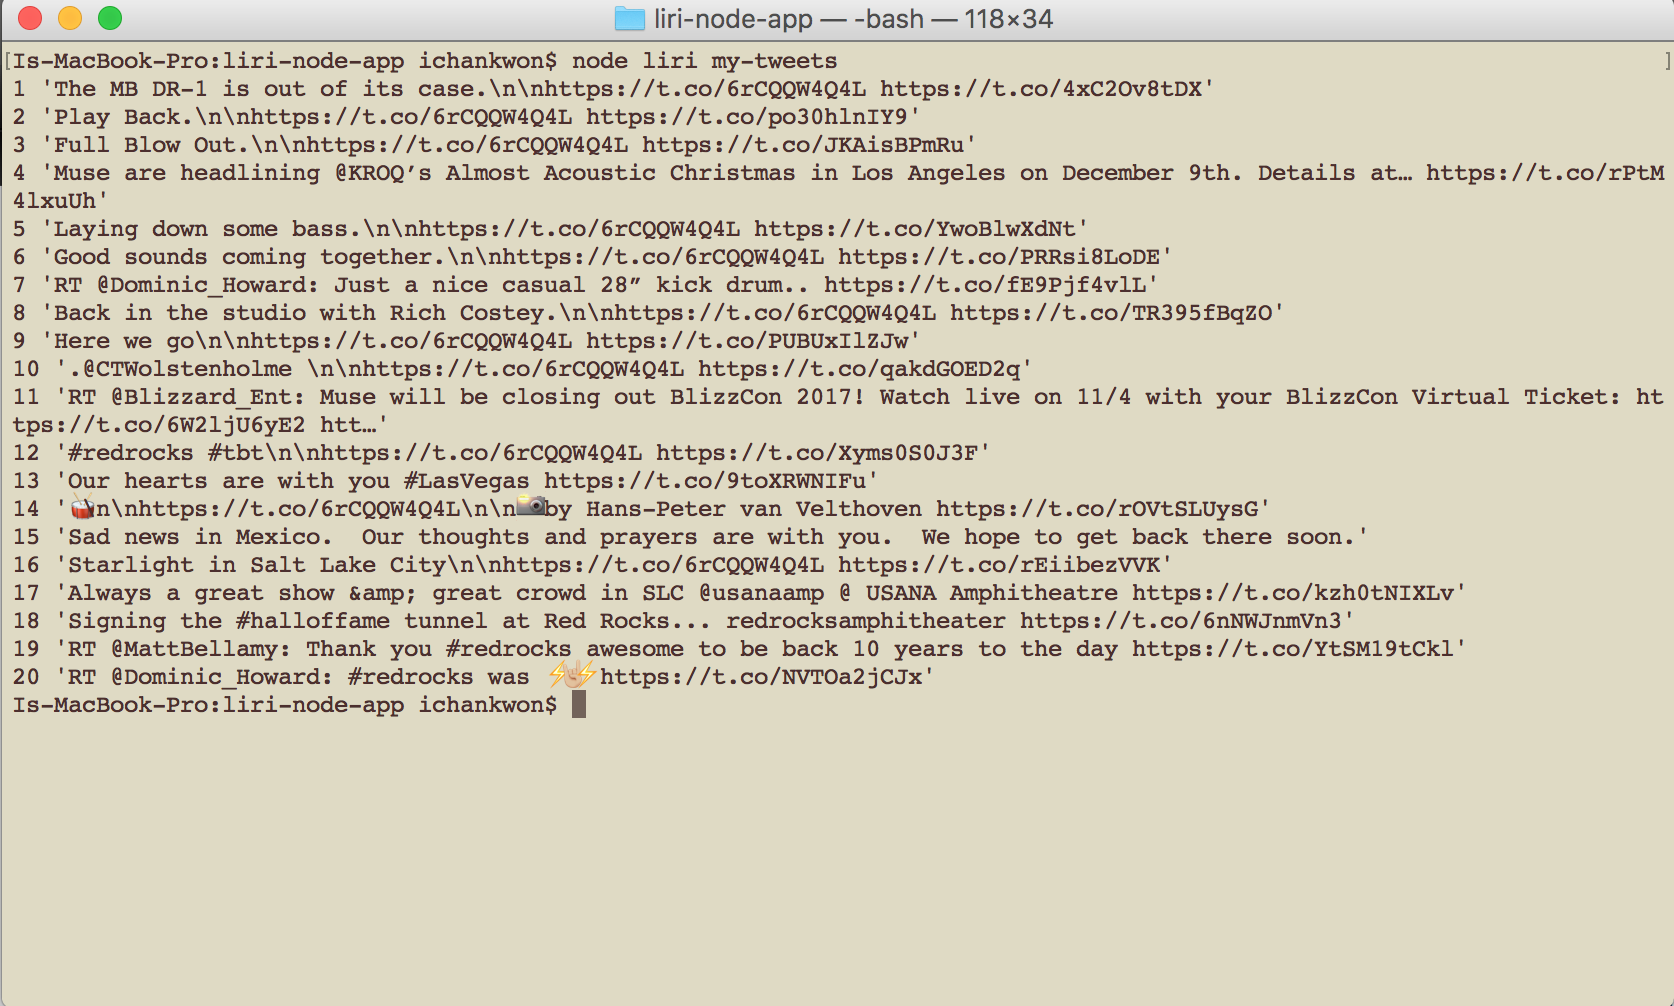 liri-node-app — -bash — 118×34
[Is-MacBook-Pro:liri-node-app ichankwon$ node liri my-tweets ]
1 'The MB DR-1 is out of its case.\n\nhttps://t.co/6rCQQW4Q4L https://t.co/4xC2Ov8tDX'
2 'Play Back.\n\nhttps://t.co/6rCQQW4Q4L https://t.co/po30hlnIY9'
3 'Full Blow Out.\n\nhttps://t.co/6rCQQW4Q4L https://t.co/JKAisBPmRu'
4 'Muse are headlining @KROQ’s Almost Acoustic Christmas in Los Angeles on December 9th. Details at… https://t.co/rPtM
4lxuUh'
5 'Laying down some bass.\n\nhttps://t.co/6rCQQW4Q4L https://t.co/YwoBlwXdNt'
6 'Good sounds coming together.\n\nhttps://t.co/6rCQQW4Q4L https://t.co/PRRsi8LoDE'
7 'RT @Dominic_Howard: Just a nice casual 28” kick drum.. https://t.co/fE9Pjf4vlL'
8 'Back in the studio with Rich Costey.\n\nhttps://t.co/6rCQQW4Q4L https://t.co/TR395fBqZO'
9 'Here we go\n\nhttps://t.co/6rCQQW4Q4L https://t.co/PUBUxIlZJw'
10 '.@CTWolstenholme \n\nhttps://t.co/6rCQQW4Q4L https://t.co/qakdGOED2q'
11 'RT @Blizzard_Ent: Muse will be closing out BlizzCon 2017! Watch live on 11/4 with your BlizzCon Virtual Ticket: ht
tps://t.co/6W2ljU6yE2 htt…'
12 '#redrocks #tbt\n\nhttps://t.co/6rCQQW4Q4L https://t.co/Xyms0S0J3F'
13 'Our hearts are with you #LasVegas https://t.co/9toXRWNIFu'
14 '🥁n\nhttps://t.co/6rCQQW4Q4L\n\n📸by Hans-Peter van Velthoven https://t.co/rOVtSLUysG'
15 'Sad news in Mexico.  Our thoughts and prayers are with you.  We hope to get back there soon.'
16 'Starlight in Salt Lake City\n\nhttps://t.co/6rCQQW4Q4L https://t.co/rEiibezVVK'
17 'Always a great show &amp; great crowd in SLC @usanaamp @ USANA Amphitheatre https://t.co/kzh0tNIXLv'
18 'Signing the #halloffame tunnel at Red Rocks... redrocksamphitheater https://t.co/6nNWJnmVn3'
19 'RT @MattBellamy: Thank you #redrocks awesome to be back 10 years to the day https://t.co/YtSM19tCkl'
20 'RT @Dominic_Howard: #redrocks was ⚡🤘🏼⚡https://t.co/NVTOa2jCJx'
Is-MacBook-Pro:liri-node-app ichankwon$